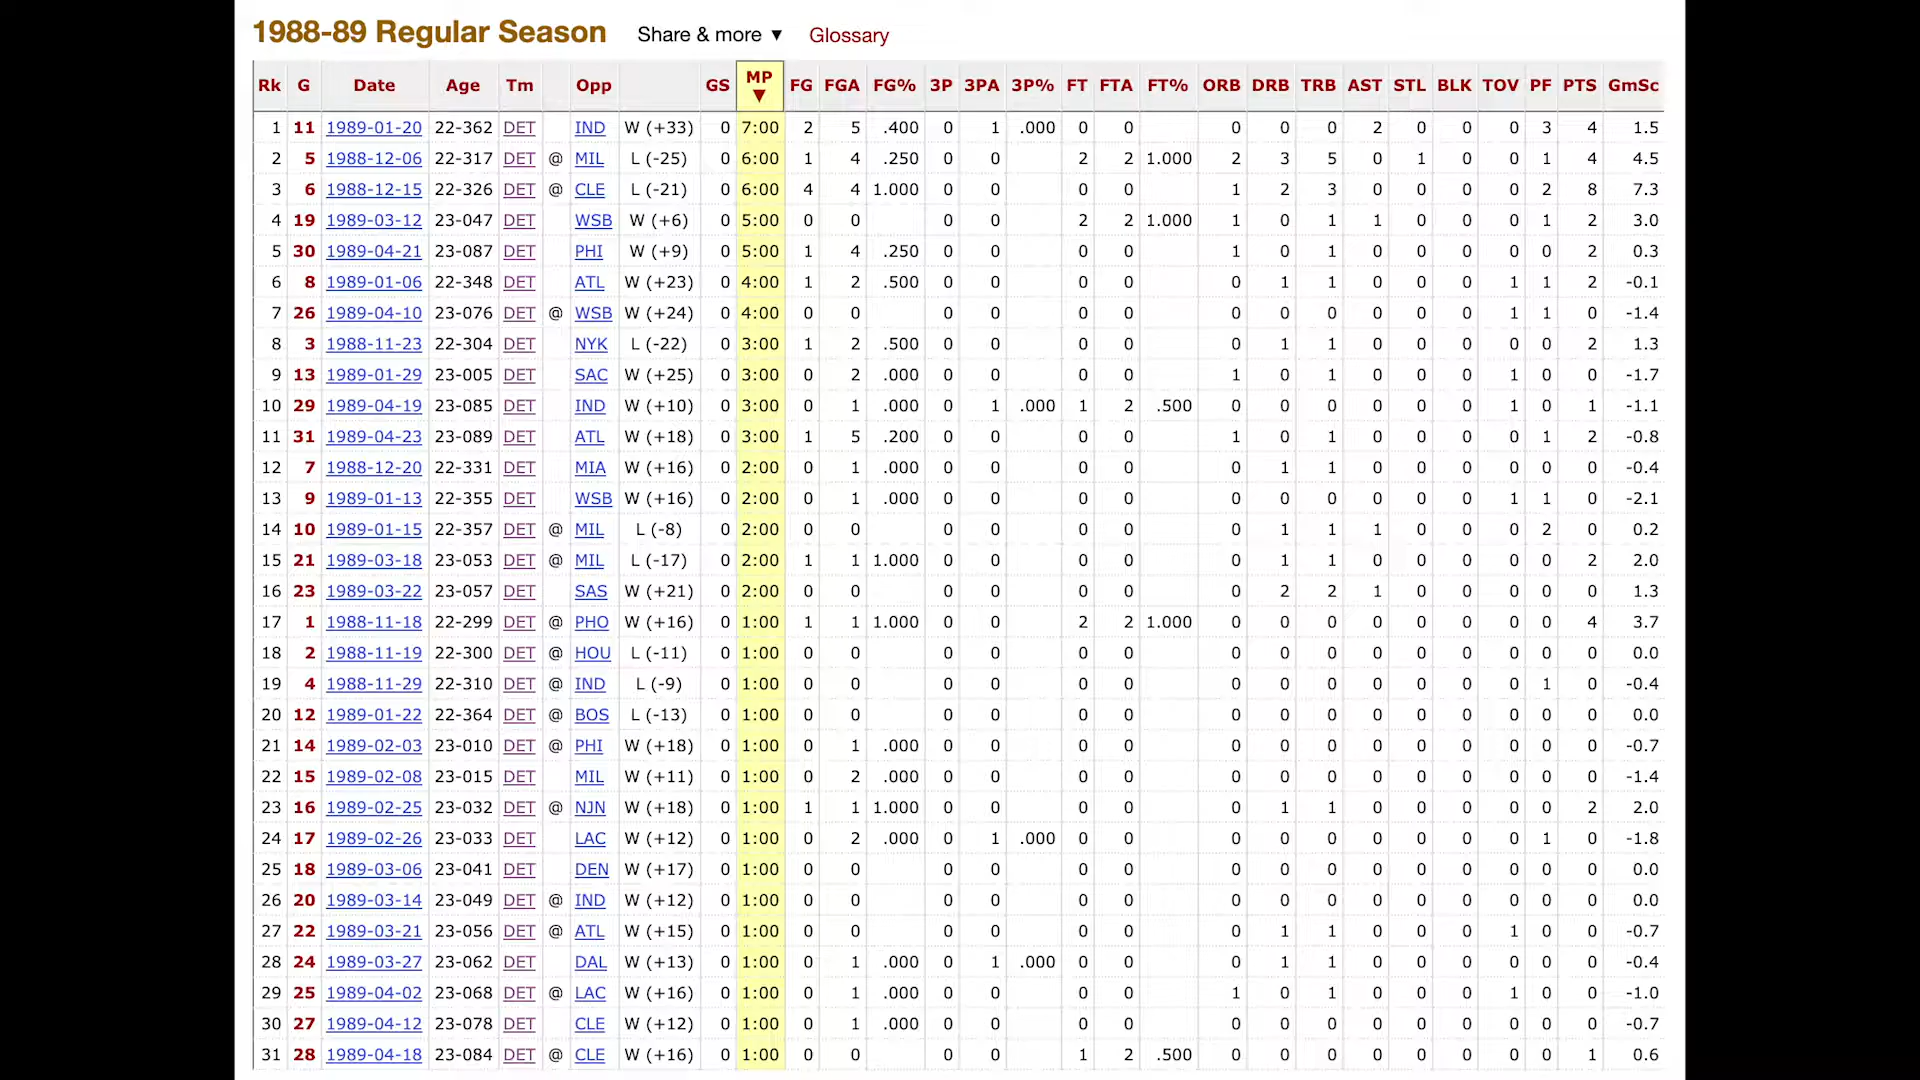 1988-89 Regular Season Share & more ▼ Glossary
Rk G Date Age Tm Opp GS MP ▼ FG FGA FG% 3P 3PA 3P% FT FTA FT% ORB DRB TRB AST STL BLK TOV PF PTS GmSc
1 11 1989-01-20 22-362 DET IND W (+33) 0 7:00 2 5 .400 0 1 .000 0 0 0 0 0 2 0 0 0 3 4 1.5
2 5 1988-12-06 22-317 DET @ MIL L (-25) 0 6:00 1 4 .250 0 0 2 2 1.000 2 3 5 0 1 0 0 1 4 4.5
3 6 1988-12-15 22-326 DET @ CLE L (-21) 0 6:00 4 4 1.000 0 0 0 0 1 2 3 0 0 0 0 2 8 7.3
4 19 1989-03-12 23-047 DET WSB W (+6) 0 5:00 0 0 0 0 2 2 1.000 1 0 1 1 0 0 0 1 2 3.0
5 30 1989-04-21 23-087 DET PHI W (+9) 0 5:00 1 4 .250 0 0 0 0 1 0 1 0 0 0 0 0 2 0.3
6 8 1989-01-06 22-348 DET ATL W (+23) 0 4:00 1 2 .500 0 0 0 0 0 1 1 0 0 0 1 1 2 -0.1
7 26 1989-04-10 23-076 DET @ WSB W (+24) 0 4:00 0 0 0 0 0 0 0 0 0 0 0 0 1 1 0 -1.4
8 3 1988-11-23 22-304 DET NYK L (-22) 0 3:00 1 2 .500 0 0 0 0 0 1 1 0 0 0 0 0 2 1.3
9 13 1989-01-29 23-005 DET SAC W (+25) 0 3:00 0 2 .000 0 0 0 0 1 0 1 0 0 0 1 0 0 -1.7
10 29 1989-04-19 23-085 DET IND W (+10) 0 3:00 0 1 .000 0 1 .000 1 2 .500 0 0 0 0 0 0 1 0 1 -1.1
11 31 1989-04-23 23-089 DET ATL W (+18) 0 3:00 1 5 .200 0 0 0 0 1 0 1 0 0 0 0 1 2 -0.8
12 7 1988-12-20 22-331 DET MIA W (+16) 0 2:00 0 1 .000 0 0 0 0 0 1 1 0 0 0 0 0 0 -0.4
13 9 1989-01-13 22-355 DET WSB W (+16) 0 2:00 0 1 .000 0 0 0 0 0 0 0 0 0 0 1 1 0 -2.1
14 10 1989-01-15 22-357 DET @ MIL L (-8) 0 2:00 0 0 0 0 0 0 0 1 1 1 0 0 0 2 0 0.2
15 21 1989-03-18 23-053 DET @ MIL L (-17) 0 2:00 1 1 1.000 0 0 0 0 0 1 1 0 0 0 0 0 2 2.0
16 23 1989-03-22 23-057 DET SAS W (+21) 0 2:00 0 0 0 0 0 0 0 2 2 1 0 0 0 0 0 1.3
17 1 1988-11-18 22-299 DET @ PHO W (+16) 0 1:00 1 1 1.000 0 0 2 2 1.000 0 0 0 0 0 0 0 0 4 3.7
18 2 1988-11-19 22-300 DET @ HOU L (-11) 0 1:00 0 0 0 0 0 0 0 0 0 0 0 0 0 0 0 0.0
19 4 1988-11-29 22-310 DET @ IND L (-9) 0 1:00 0 0 0 0 0 0 0 0 0 0 0 0 0 1 0 -0.4
20 12 1989-01-22 22-364 DET @ BOS L (-13) 0 1:00 0 0 0 0 0 0 0 0 0 0 0 0 0 0 0 0.0
21 14 1989-02-03 23-010 DET @ PHI W (+18) 0 1:00 0 1 .000 0 0 0 0 0 0 0 0 0 0 0 0 0 -0.7
22 15 1989-02-08 23-015 DET MIL W (+11) 0 1:00 0 2 .000 0 0 0 0 0 0 0 0 0 0 0 0 0 -1.4
23 16 1989-02-25 23-032 DET @ NJN W (+18) 0 1:00 1 1 1.000 0 0 0 0 0 1 1 0 0 0 0 0 2 2.0
24 17 1989-02-26 23-033 DET LAC W (+12) 0 1:00 0 2 .000 0 1 .000 0 0 0 0 0 0 0 0 0 1 0 -1.8
25 18 1989-03-06 23-041 DET DEN W (+17) 0 1:00 0 0 0 0 0 0 0 0 0 0 0 0 0 0 0 0.0
26 20 1989-03-14 23-049 DET @ IND W (+12) 0 1:00 0 0 0 0 0 0 0 0 0 0 0 0 0 0 0 0.0
27 22 1989-03-21 23-056 DET @ ATL W (+15) 0 1:00 0 0 0 0 0 0 0 1 1 0 0 0 1 0 0 -0.7
28 24 1989-03-27 23-062 DET DAL W (+13) 0 1:00 0 1 .000 0 1 .000 0 0 0 1 1 0 0 0 0 0 0 -0.4
29 25 1989-04-02 23-068 DET @ LAC W (+16) 0 1:00 0 1 .000 0 0 0 0 1 0 1 0 0 0 1 0 0 -1.0
30 27 1989-04-12 23-078 DET CLE W (+12) 0 1:00 0 1 .000 0 0 0 0 0 0 0 0 0 0 0 0 0 -0.7
31 28 1989-04-18 23-084 DET @ CLE W (+16) 0 1:00 0 0 0 0 1 2 .500 0 0 0 0 0 0 0 0 1 0.6